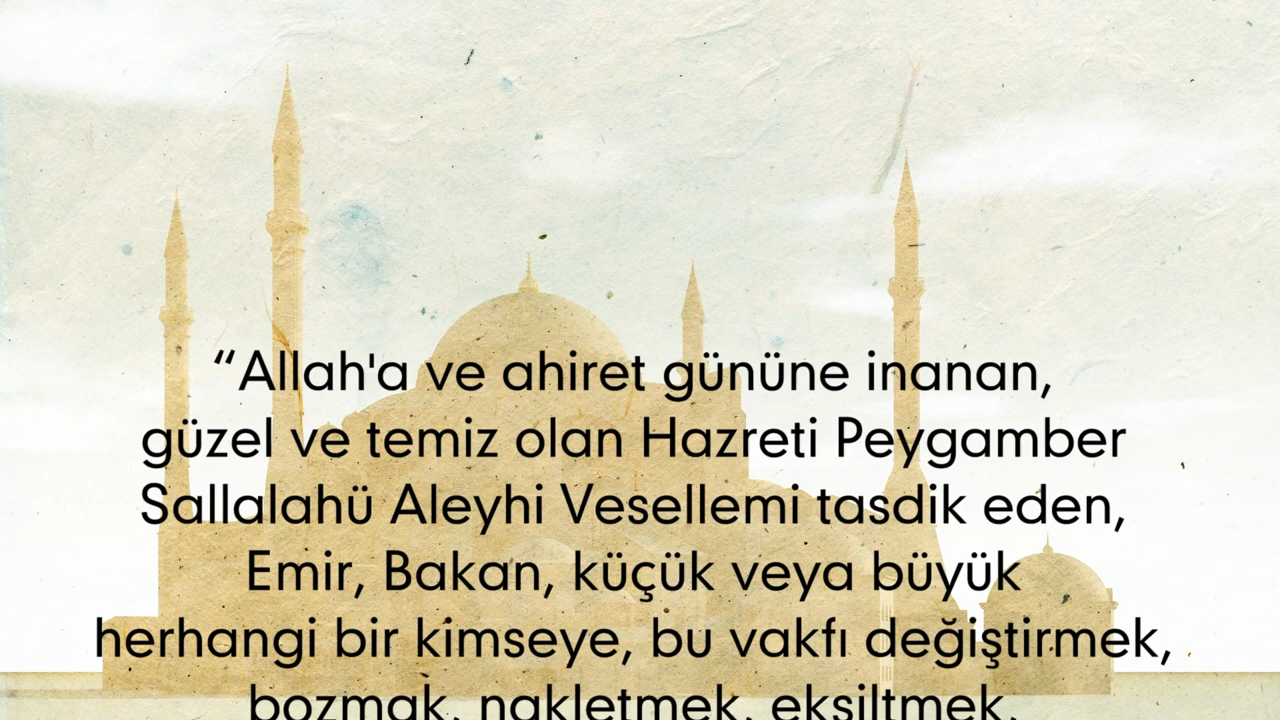 “Allah'a ve ahiret gününe inanan,
güzel ve temiz olan Hazreti Peygamber
Sallalahü Aleyhi Vesellemi tasdik eden,
Emir, Bakan, küçük veya büyük
herhangi bir kimseye, bu vakfı değiştirmek,
bozmak, nakletmek, eksiltmek,